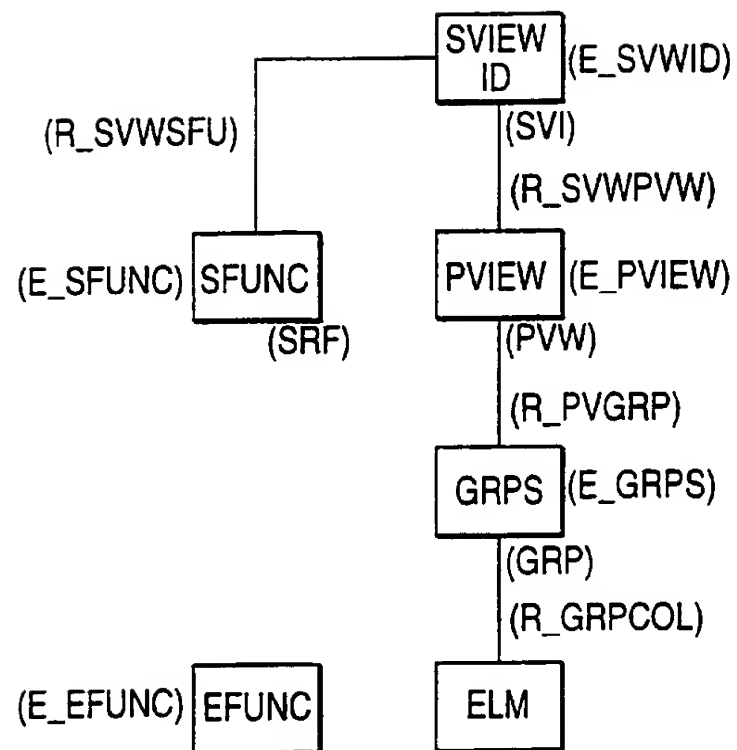 SVIEW
ID
(E_SVWID)
(R_SVWSFU)
(SVI)
(R_SVWPVW)
(E_SFUNC)
SFUNC
PVIEW
(E_PVIEW)
(SRF)
(PVW)
(R_PVGRP)
GRPS
(E_GRPS)
(GRP)
(R_GRPCOL)
(E_EFUNC)
EFUNC
ELM